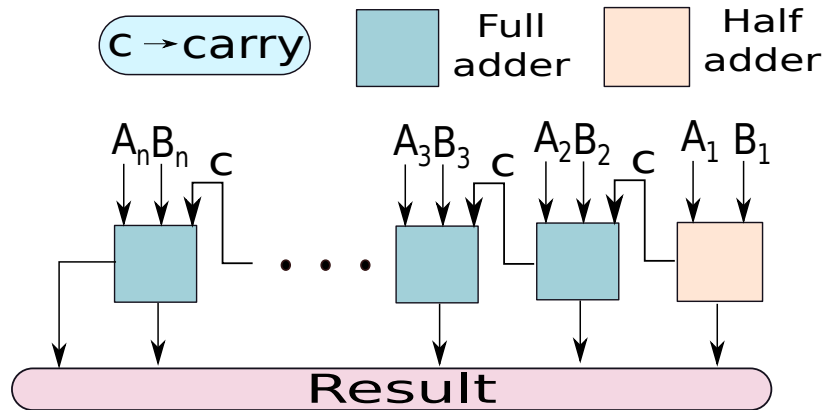 c → carry
Full
adder
Half
adder
AₙBₙ
c
A₃B₃
c
A₂B₂
c
A₁ B₁
• • •
Result